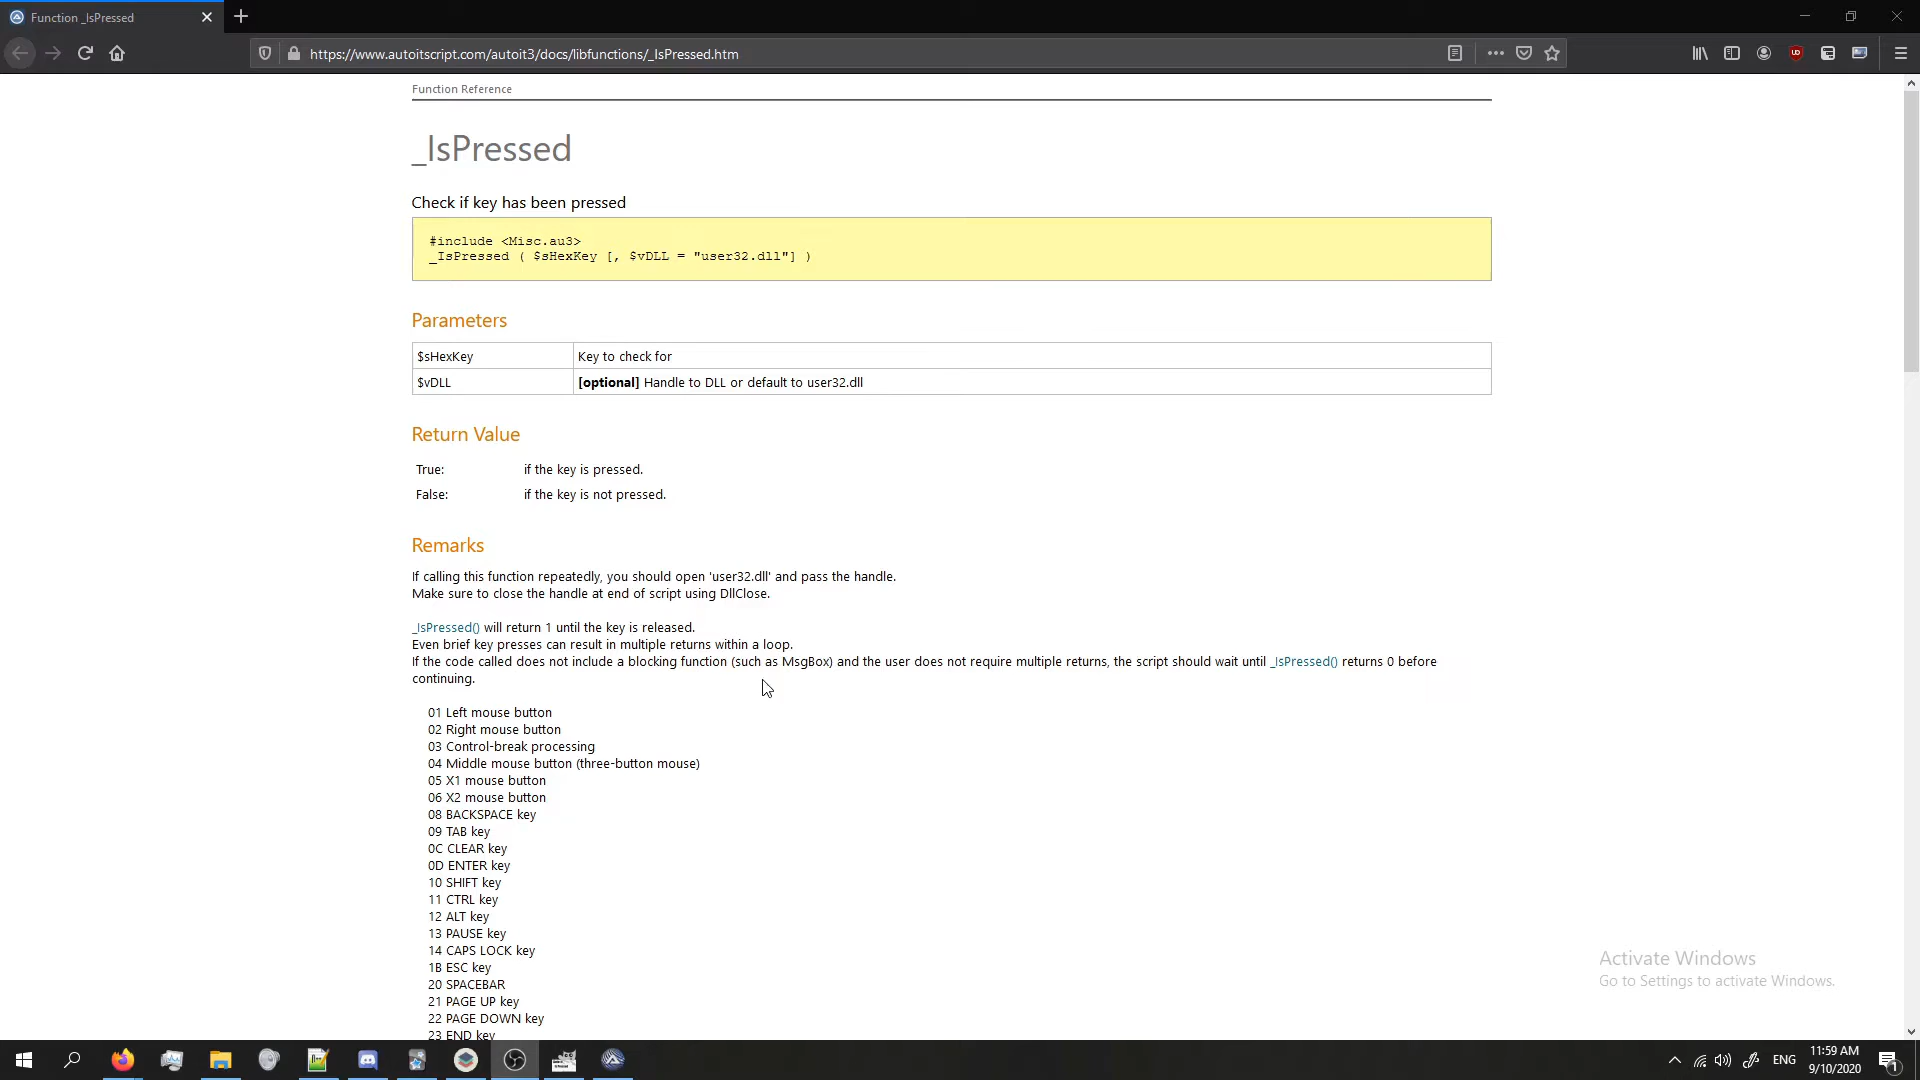 Function _IsPressed
https://www.autoitscript.com/autoit3/docs/libfunctions/_IsPressed.htm
Function Reference
_IsPressed
Check if key has been pressed
#include <Misc.au3>
_IsPressed ( $sHexKey [, $vDLL = "user32.dll"] )
Parameters
$sHexKey Key to check for
$vDLL [optional] Handle to DLL or default to user32.dll
Return Value
True: if the key is pressed.
False: if the key is not pressed.
Remarks
If calling this function repeatedly, you should open 'user32.dll' and pass the handle.
Make sure to close the handle at end of script using DllClose.
_IsPressed() will return 1 until the key is released.
Even brief key presses can result in multiple returns within a loop.
If the code called does not include a blocking function (such as MsgBox) and the user does not require multiple returns, the script should wait until _IsPressed() returns 0 before
continuing.
01 Left mouse button
02 Right mouse button
03 Control-break processing
04 Middle mouse button (three-button mouse)
05 X1 mouse button
06 X2 mouse button
08 BACKSPACE key
09 TAB key
0C CLEAR key
0D ENTER key
10 SHIFT key
11 CTRL key
12 ALT key
13 PAUSE key
14 CAPS LOCK key
1B ESC key
20 SPACEBAR
21 PAGE UP key
22 PAGE DOWN key
23 END key
Activate Windows
Go to Settings to activate Windows.
ENG
11:59 AM
9/10/2020
1